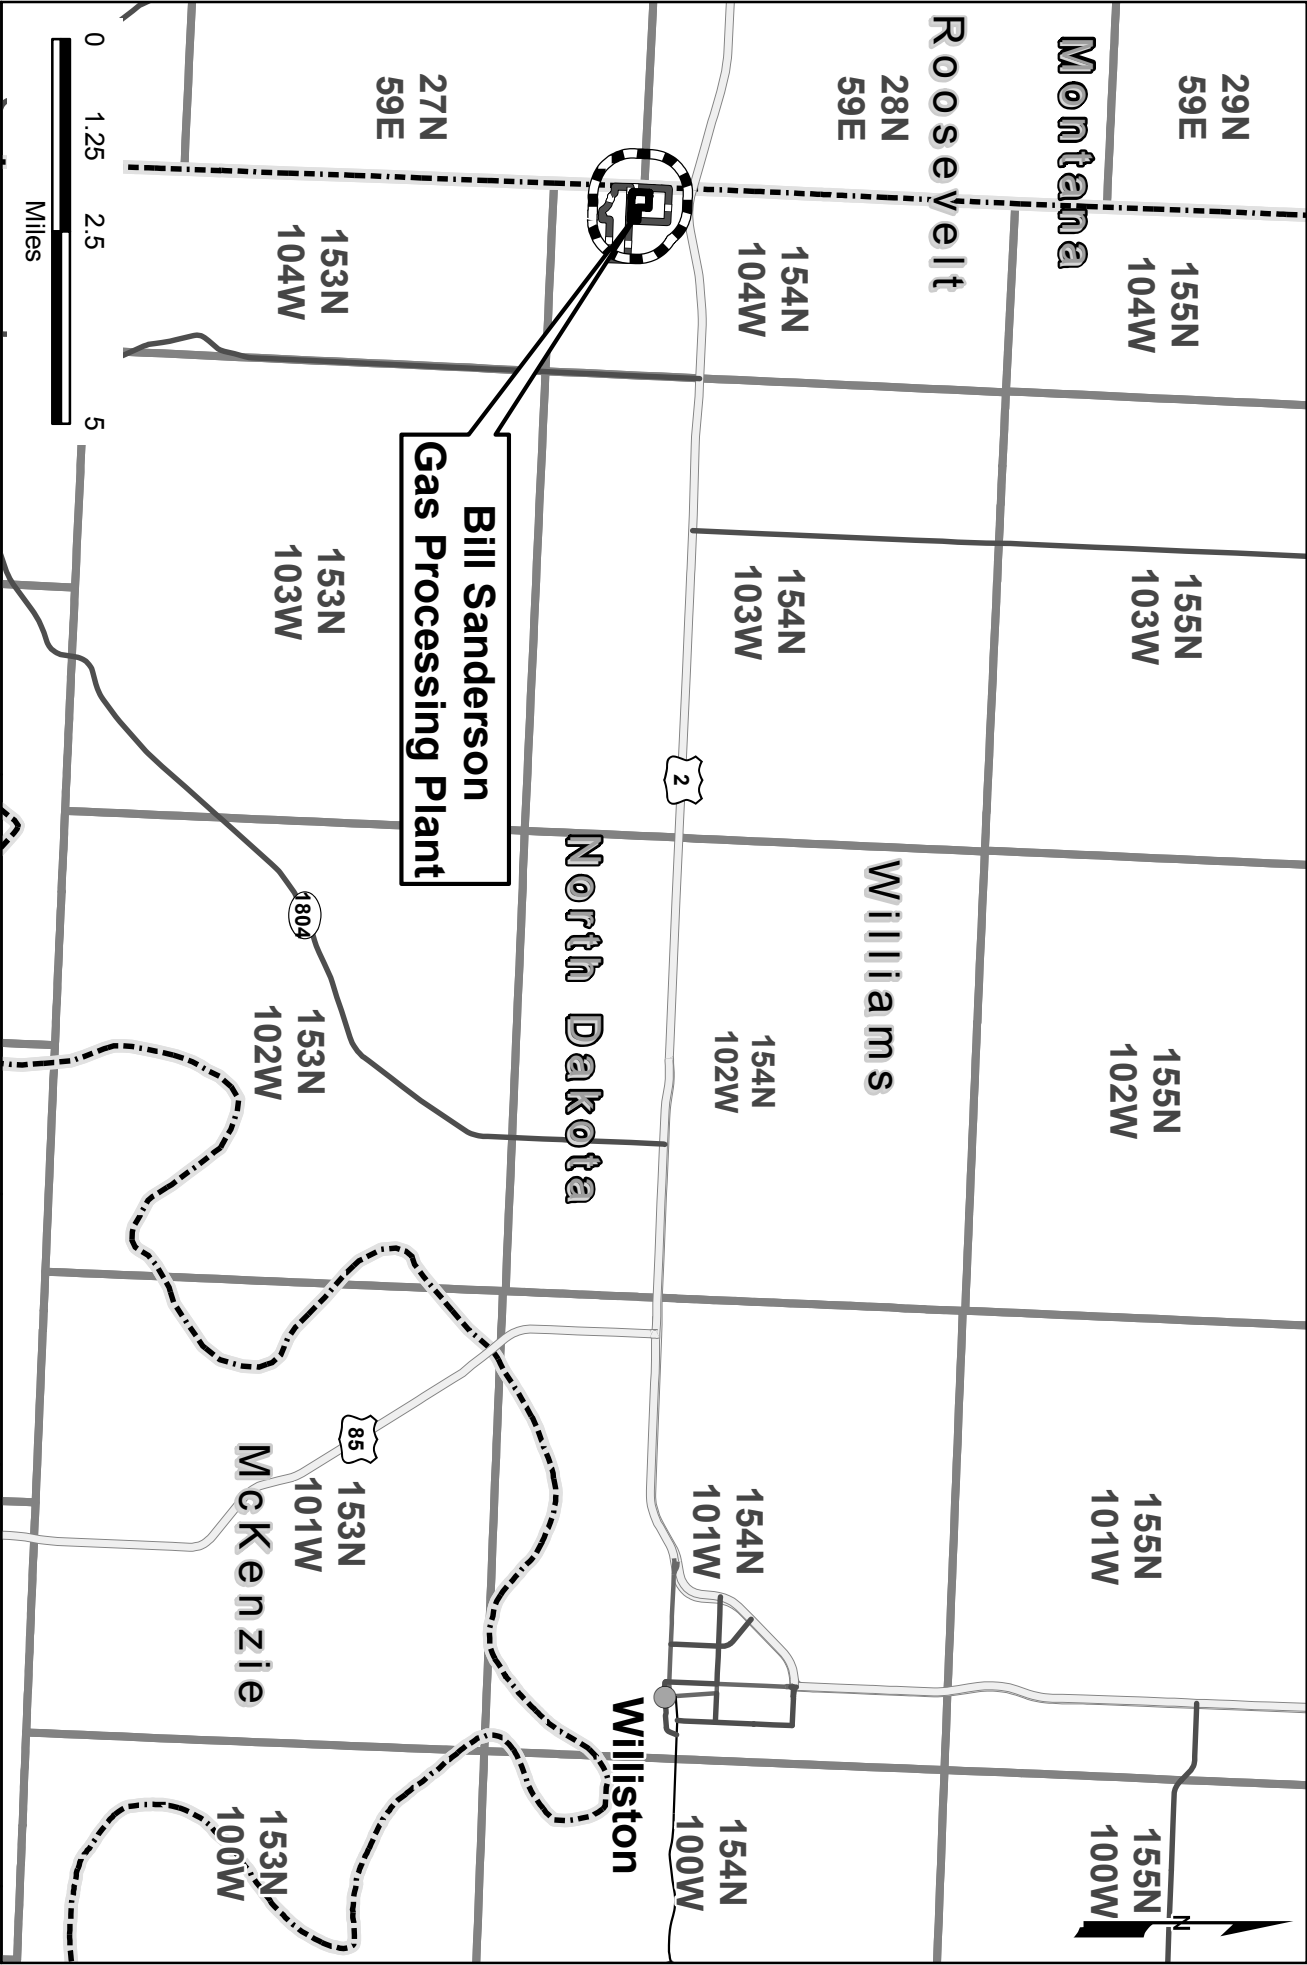 Montana
Roosevelt
29N
59E
28N
59E
27N
59E
155N
104W
155N
103W
155N
102W
155N
101W
155N
100W
N
Williams
154N
104W
154N
103W
154N
102W
154N
101W
154N
100W
2
North Dakota
Williston
Bill Sanderson
Gas Processing Plant
153N
104W
153N
103W
153N
102W
153N
101W
153N
100W
1804
85
McKenzie
0 1.25 2.5 5
Miles